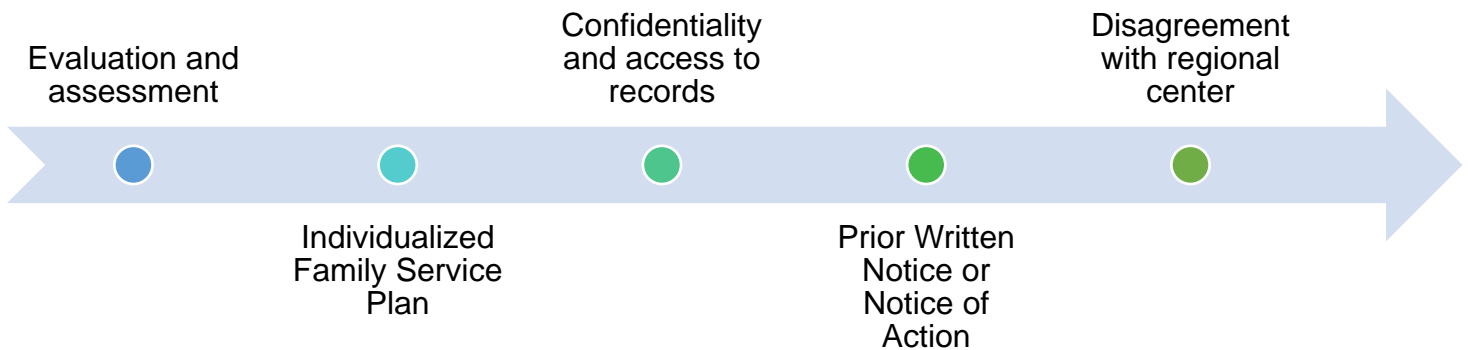 Evaluation and
assessment
Individualized
Family Service
Plan
Confidentiality
and access to
records
Prior Written
Notice or
Notice of
Action
Disagreement
with regional
center